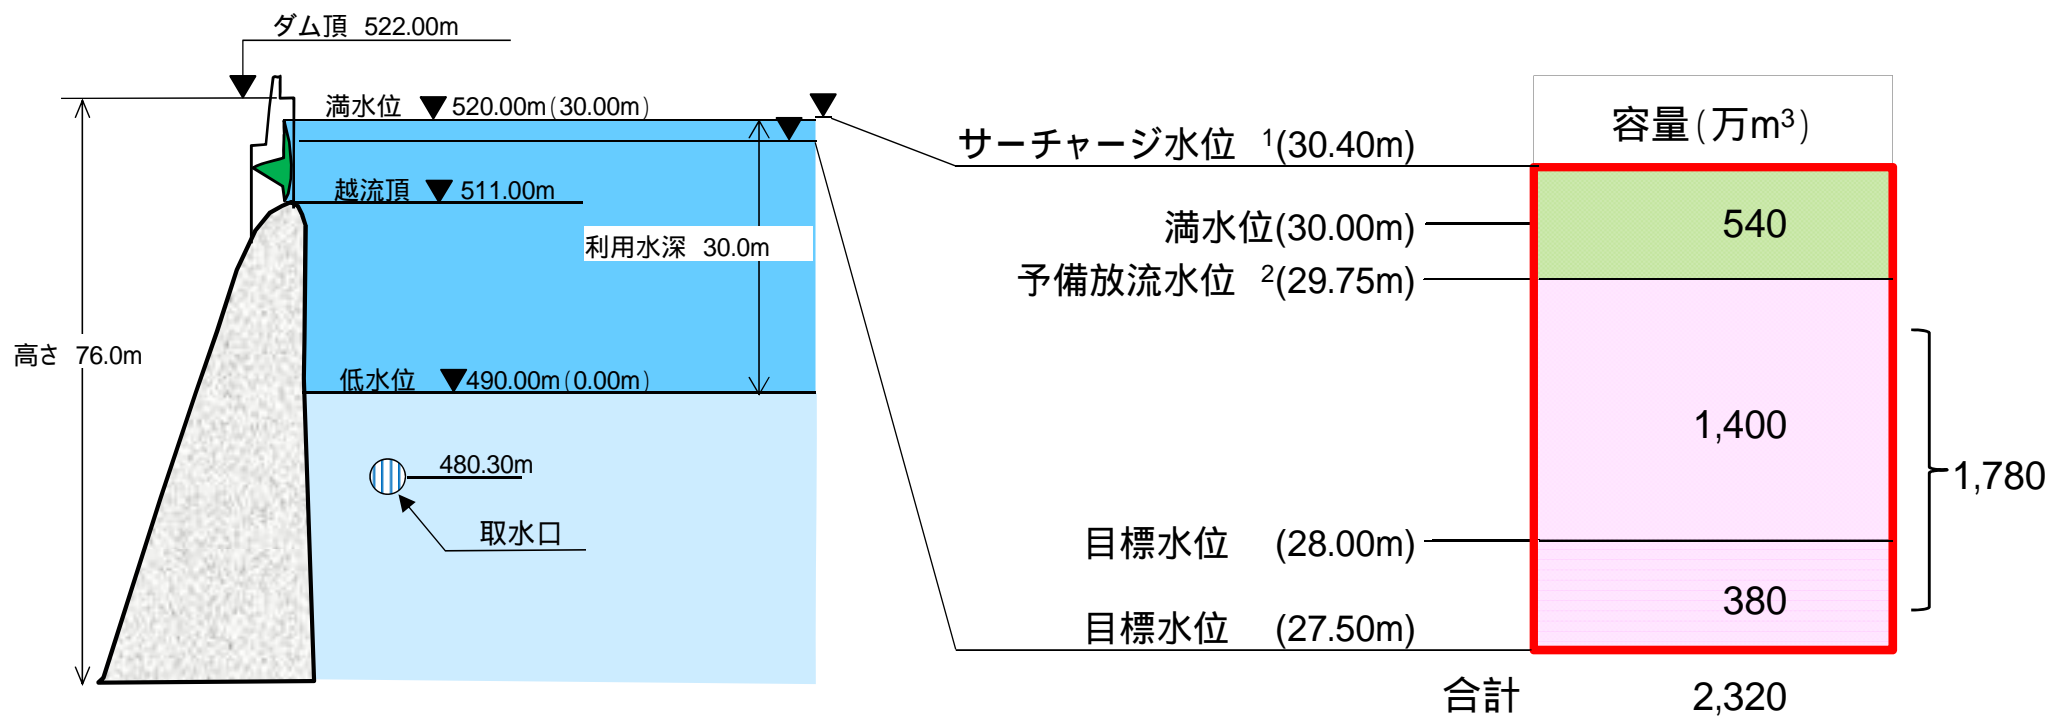 ダム頂 522.00m
満水位 520.00m(30.00m)
越流頂 511.00m
利用水深 30.0m
高さ 76.0m
低水位 490.00m(0.00m)
480.30m
取水口
容量(万m³)
サーチャージ水位 ¹(30.40m)
540
満水位(30.00m)
予備放流水位 ²(29.75m)
1,400
1,780
目標水位 (28.00m)
380
目標水位 (27.50m)
合計 2,320